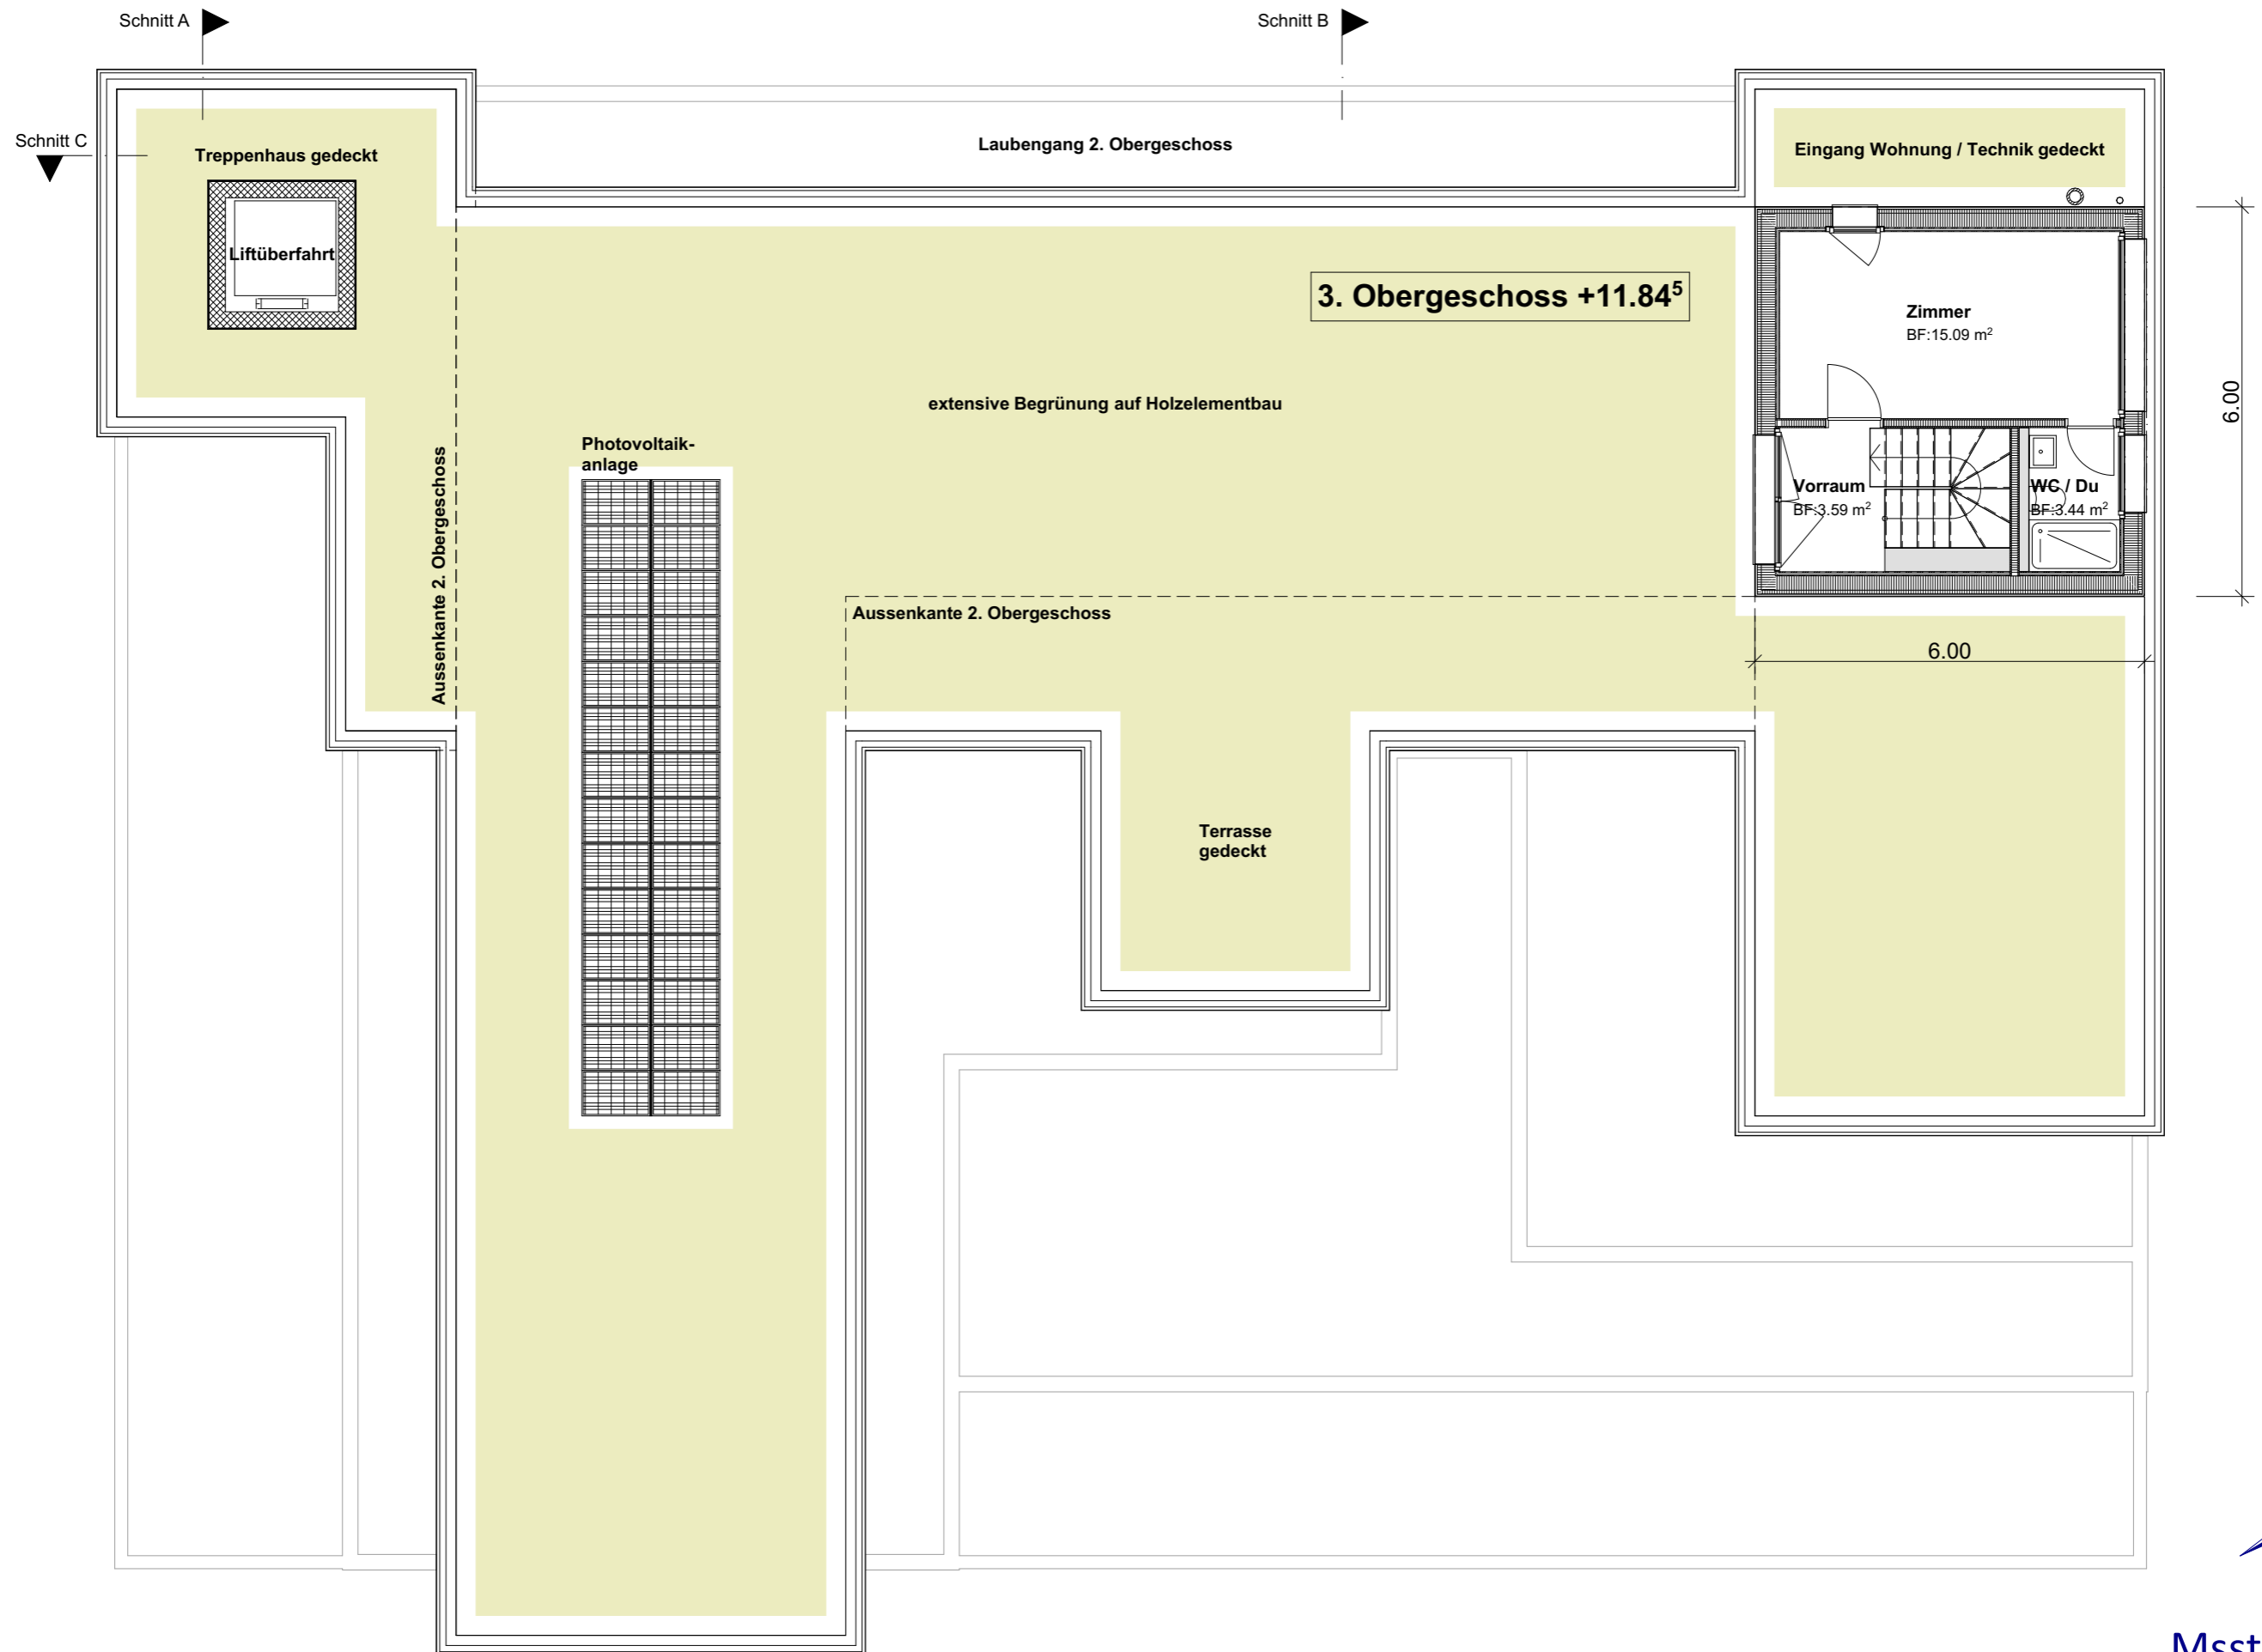 Schnitt A
Schnitt B
Schnitt C
Treppenhaus gedeckt
Laubengang 2. Obergeschoss
Eingang Wohnung / Technik gedeckt
Liftüberfahrt
3. Obergeschoss +11.84⁵
Zimmer
BF:15.09 m²
6.00
extensive Begrünung auf Holzelementbau
Photovoltaik-
anlage
Aussenkante 2. Obergeschoss
Vorraum
BF:3.59 m²
WC / Du
BF:3.44 m²
Aussenkante 2. Obergeschoss
6.00
Terrasse
gedeckt